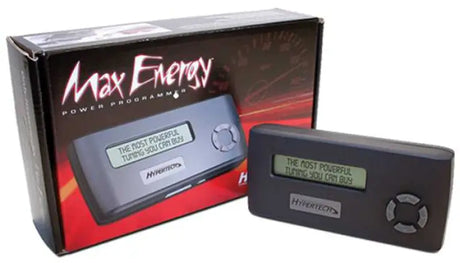 Max Energy
POWER PROGRAMMER
THE MOST POWERFUL
TUNING YOU CAN BUY
HYPERTECH
THE MOST POWERFUL
TUNING YOU CAN BUY
HYPERTECH